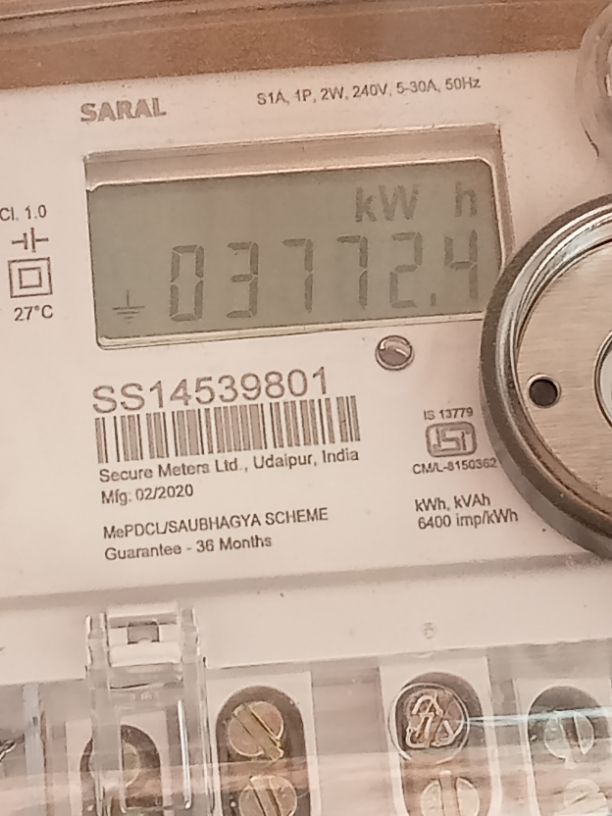 SARAL
S1A, 1P, 2W, 240V, 5-30A, 50Hz
Cl. 1.0
27°C
kW h
03772.4
SS14539801
Secure Meters Ltd., Udaipur, India
Mfg: 02/2020
MePDCL/SAUBHAGYA SCHEME
Guarantee - 36 Months
IS 13779
ISI
CM/L-8150362
kWh, kVAh
6400 imp/kWh